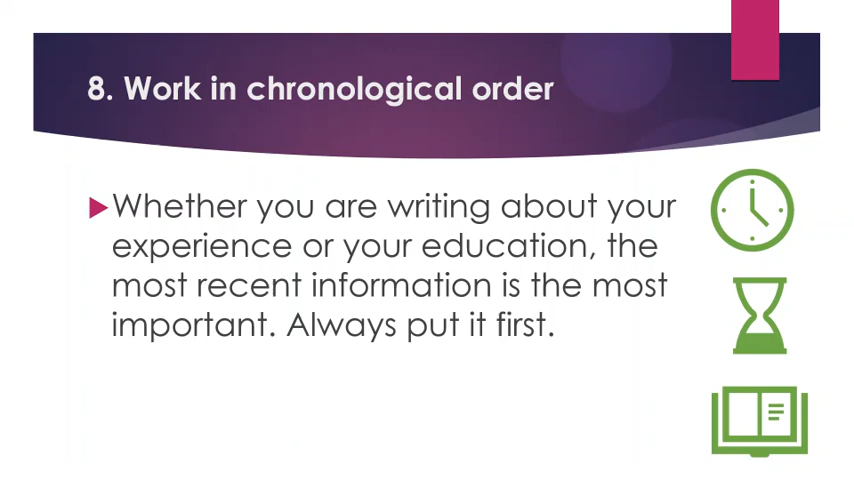 8. Work in chronological order
Whether you are writing about your
experience or your education, the
most recent information is the most
important. Always put it first.